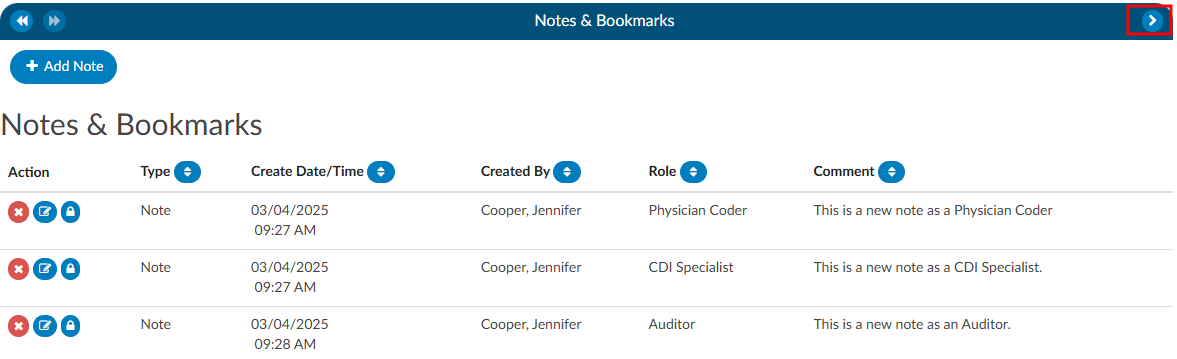 Notes & Bookmarks
Add Note
Notes & Bookmarks
Action Type Create Date/Time Created By Role Comment
Note 03/04/2025 Cooper, Jennifer Physician Coder This is a new note as a Physician Coder
09:27 AM
Note 03/04/2025 Cooper, Jennifer CDI Specialist This is a new note as a CDI Specialist.
09:27 AM
Note 03/04/2025 Cooper, Jennifer Auditor This is a new note as an Auditor.
09:28 AM